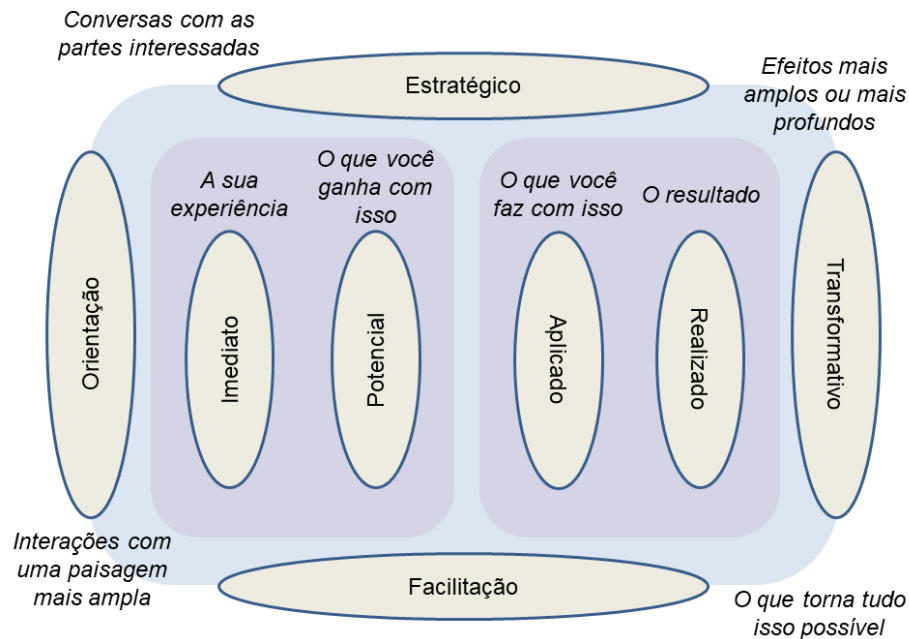 Conversas com as
partes interessadas
Estratégico
Efeitos mais
amplos ou mais
profundos
A sua
experiência
O que você
ganha com
isso
O que você
faz com isso
O resultado
Orientação
Imediato
Potencial
Aplicado
Realizado
Transformativo
Interações com
uma paisagem
mais ampla
Facilitação
O que torna tudo
isso possível